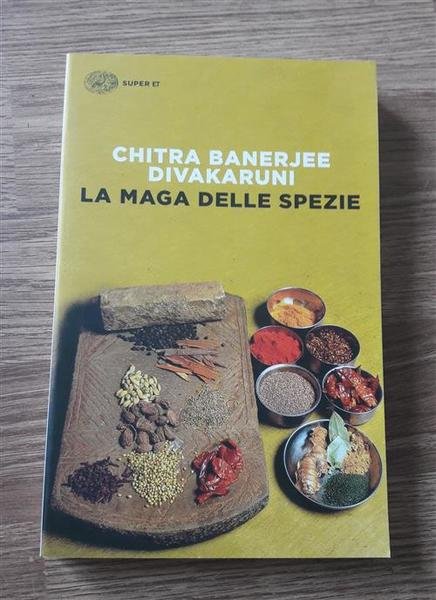 SUPER ET
CHITRA BANERJEE
DIVAKARUNI
LA MAGA DELLE SPEZIE